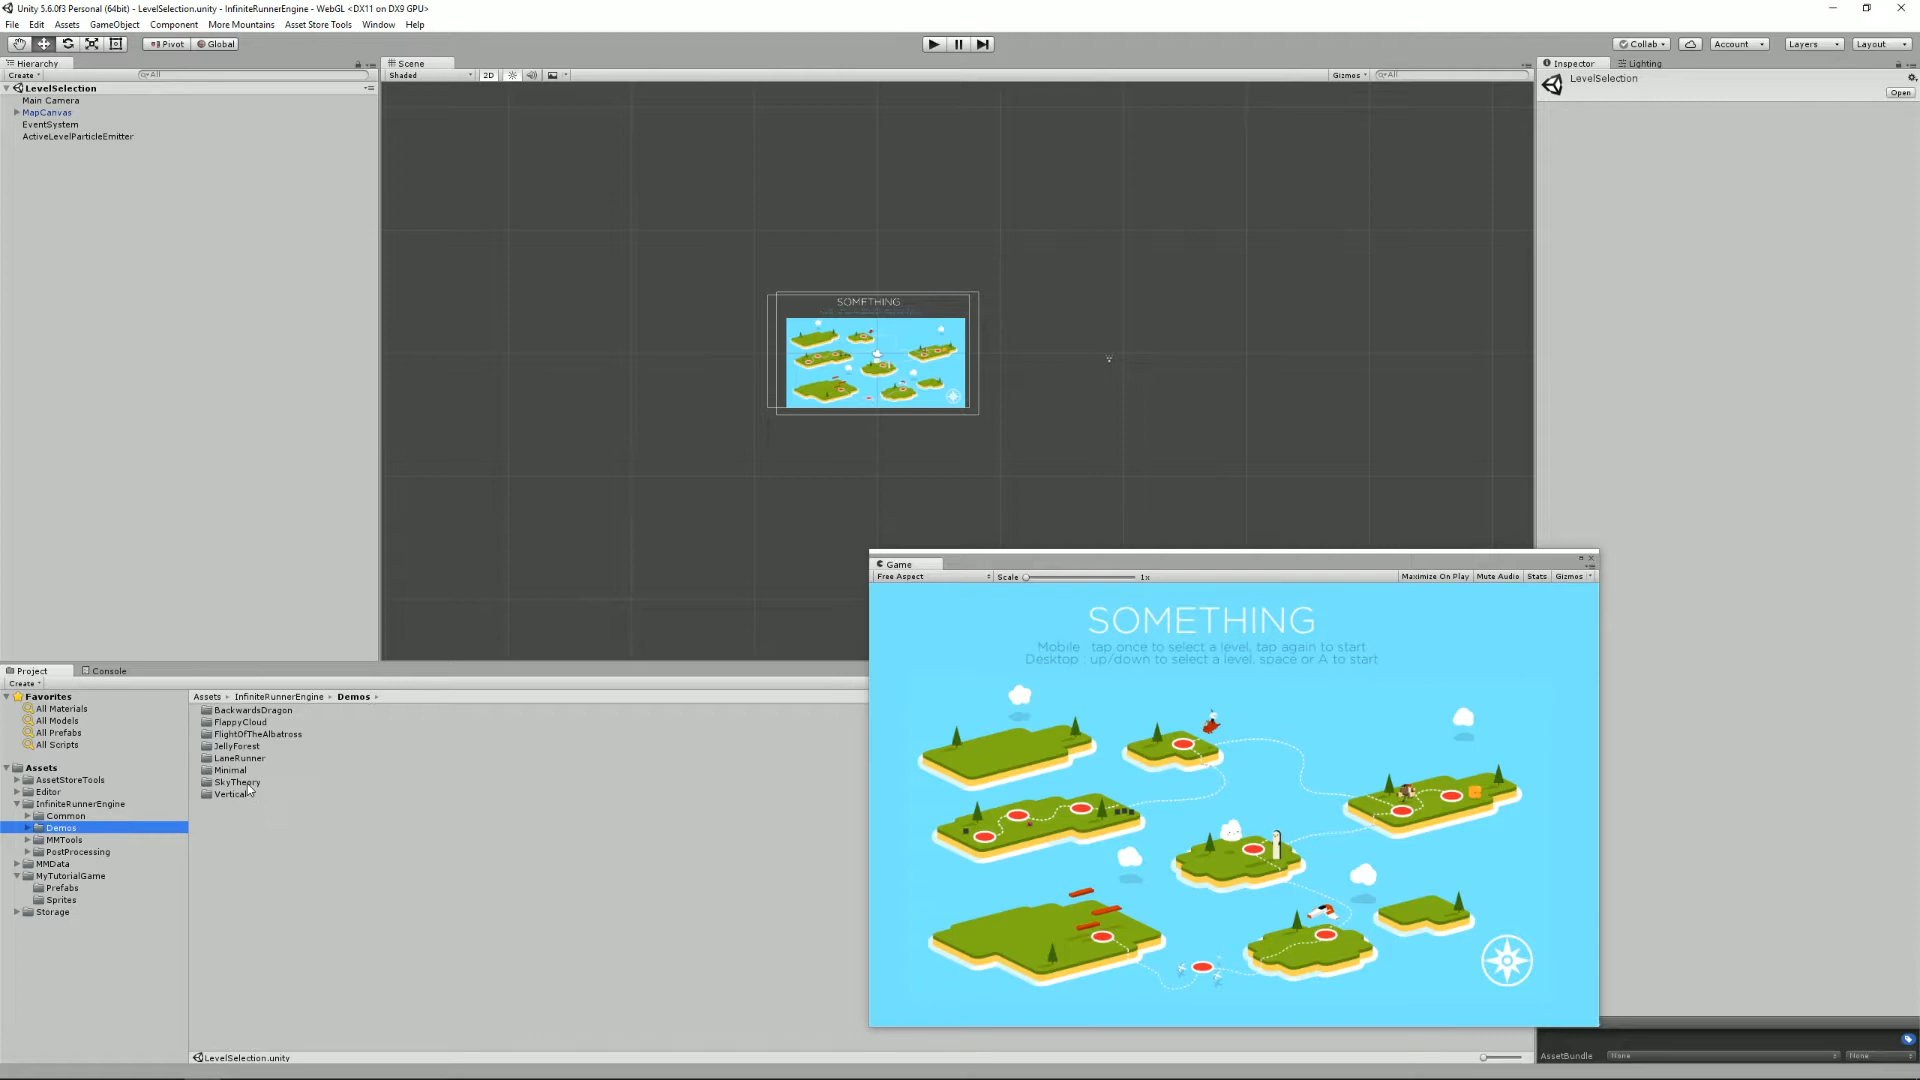 Unity 5.6.0f3 Personal (64bit) - LevelSelection.unity - InfiniteRunnerEngine - WebGL <DX11 on DX9 GPU>
File Edit Assets GameObject Component More Mountains Asset Store Tools Window Help
Pivot Global Collab Account Layers Layout
Hierarchy
Create All
LevelSelection
Main Camera
MapCanvas
EventSystem
ActiveLevelParticleEmitter
Scene
Shaded 2D Gizmos All
SOMETHING
Inspector Lighting
LevelSelection
Open
Game
Free Aspect Scale 1x Maximize On Play Mute Audio Stats Gizmos
SOMETHING
Mobile : tap once to select a level, tap again to start
Desktop : up/down to select a level, space or A to start
Project Console
Create
Favorites
All Materials
All Models
All Prefabs
All Scripts
Assets
AssetStoreTools
Editor
InfiniteRunnerEngine
Common
Demos
MMTools
PostProcessing
MMData
MyTutorialGame
Prefabs
Sprites
Storage
Assets InfiniteRunnerEngine Demos
BackwardsDragon
FlappyCloud
FlightOfTheAlbatross
JellyForest
LaneRunner
Minimal
SkyTheory
Vertical
LevelSelection.unity
AssetBundle None None